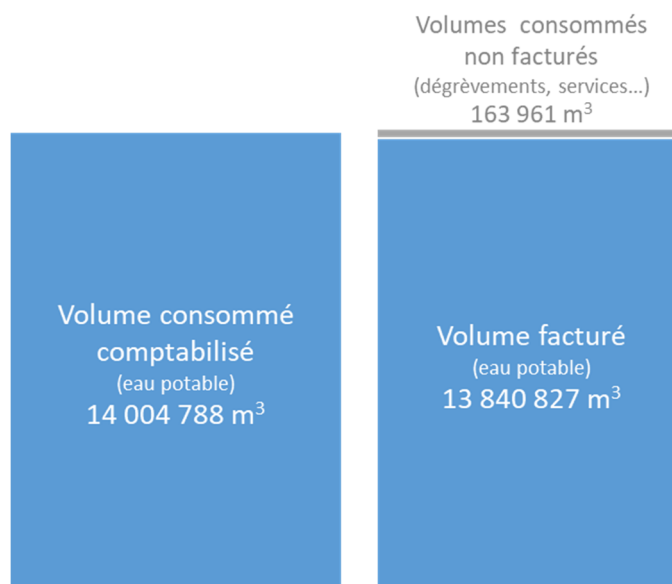 Volumes consommés
non facturés
(dégrèvements, services...)
163 961 m³
Volume consommé
comptabilisé
(eau potable)
14 004 788 m³
Volume facturé
(eau potable)
13 840 827 m³